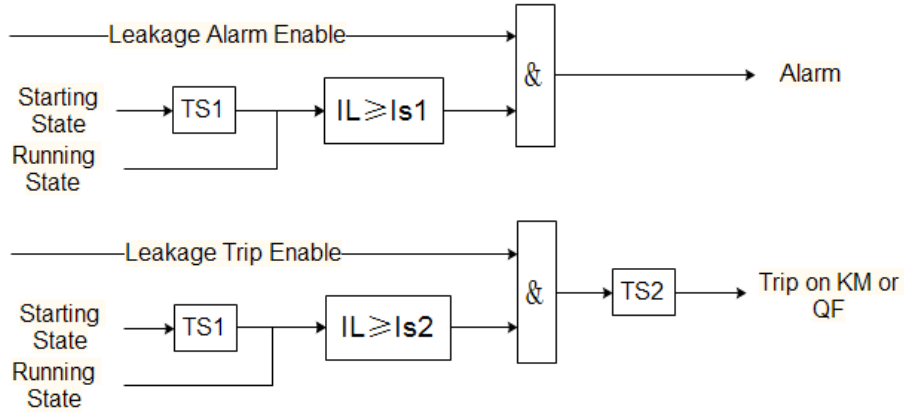 Leakage Alarm Enable
&
Alarm
Starting
State
TS1
IL⩾Is1
Running
State
Leakage Trip Enable
&
TS2
Trip on KM or
QF
Starting
State
TS1
IL⩾Is2
Running
State